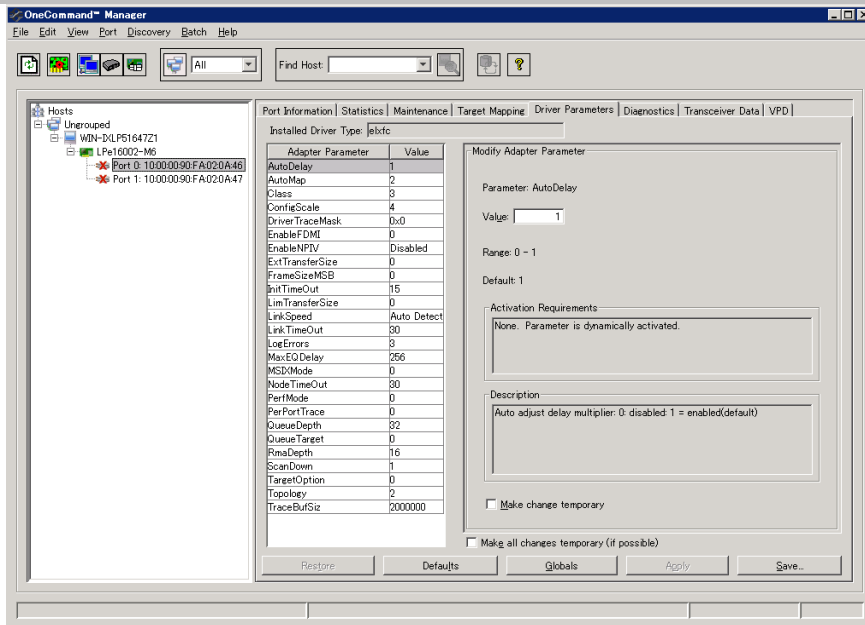 OneCommand™ Manager
File Edit View Port Discovery Batch Help
All
Find Host:
Hosts
Ungrouped
WIN-IXLP51647Z1
LPe16002-M6
Port 0: 10:00:00:90:FA:02:0A:46
Port 1: 10:00:00:90:FA:02:0A:47
Port Information Statistics Maintenance Target Mapping Driver Parameters Diagnostics Transceiver Data VPD
Installed Driver Type: elxfc
Adapter Parameter Value
AutoDelay 1
AutoMap 2
Class 3
ConfigScale 4
DriverTraceMask 0x0
EnableFDMI 0
EnableNPIV Disabled
ExtTransferSize 0
FrameSizeMSB 0
InitTimeOut 15
LimTransferSize 0
LinkSpeed Auto Detect
LinkTimeOut 30
LogErrors 3
MaxEQDelay 256
MSIXMode 0
NodeTimeOut 30
PerfMode 0
PerPortTrace 0
QueueDepth 32
QueueTarget 0
RmaDepth 16
ScanDown 1
TargetOption 0
Topology 2
TraceBufSiz 2000000
Modify Adapter Parameter
Parameter: AutoDelay
Value: 1
Range: 0 - 1
Default: 1
Activation Requirements
None. Parameter is dynamically activated.
Description
Auto adjust delay multiplier: 0: disabled: 1 = enabled(default)
Make change temporary
Make all changes temporary (if possible)
Restore Defaults Globals Apply Save...